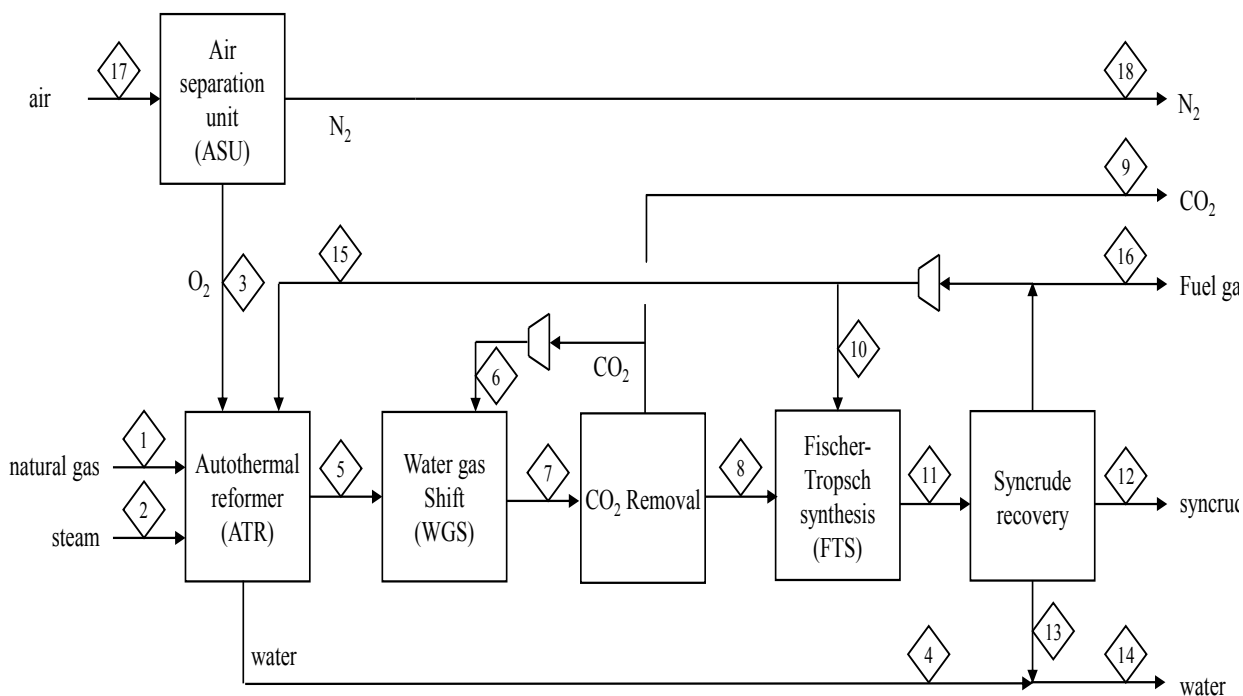 Air
separation
unit
(ASU)
17
air
18
N2
N2
9
CO2
15
16
Fuel ga
O2
3
10
6
CO2
1
natural gas
2
steam
Autothermal
reformer
(ATR)
5
Water gas
Shift
(WGS)
7
CO2 Removal
8
Fischer-
Tropsch
synthesis
(FTS)
11
Syncrude
recovery
12
syncrud
13
water
4
14
water